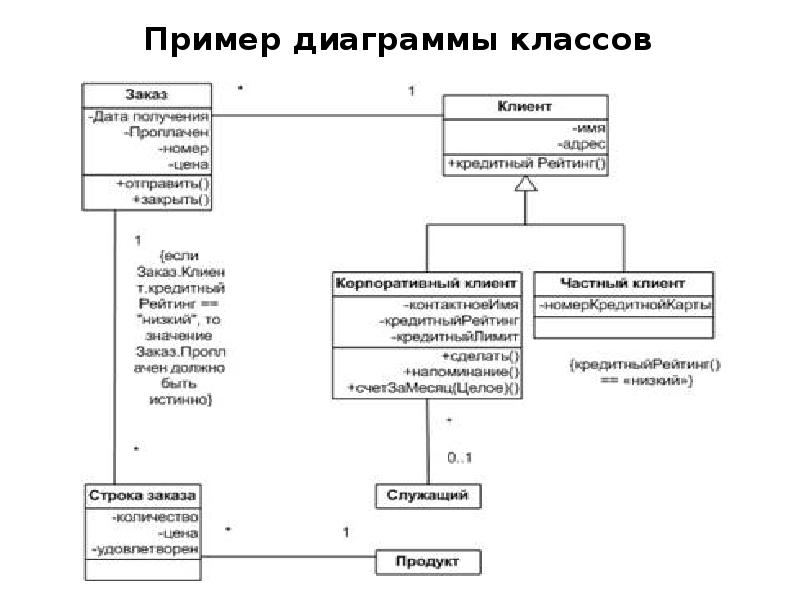 Пример диаграммы классов
Заказ
-Дата получения
-Проплачен
-номер
-цена
+отправить()
+закрыть()
*
1
Клиент
-имя
-адрес
+кредитный Рейтинг()
1
{если
Заказ.Клиен
т.кредитный
Рейтинг ==
"низкий", то
значение
Заказ.Пропл
ачен должно
быть
истинно}
*
Корпоративный клиент
-контактноеИмя
-кредитныйРейтинг
-кредитныйЛимит
+сделать()
+напоминание()
+счетЗаМесяц(Целое)()
Частный клиент
-номерКредитнойКарты
{кредитныйРейтинг()
== «низкий»}
*
0..1
Служащий
Строка заказа
-количество
-цена
-удовлетворен
*
1
Продукт